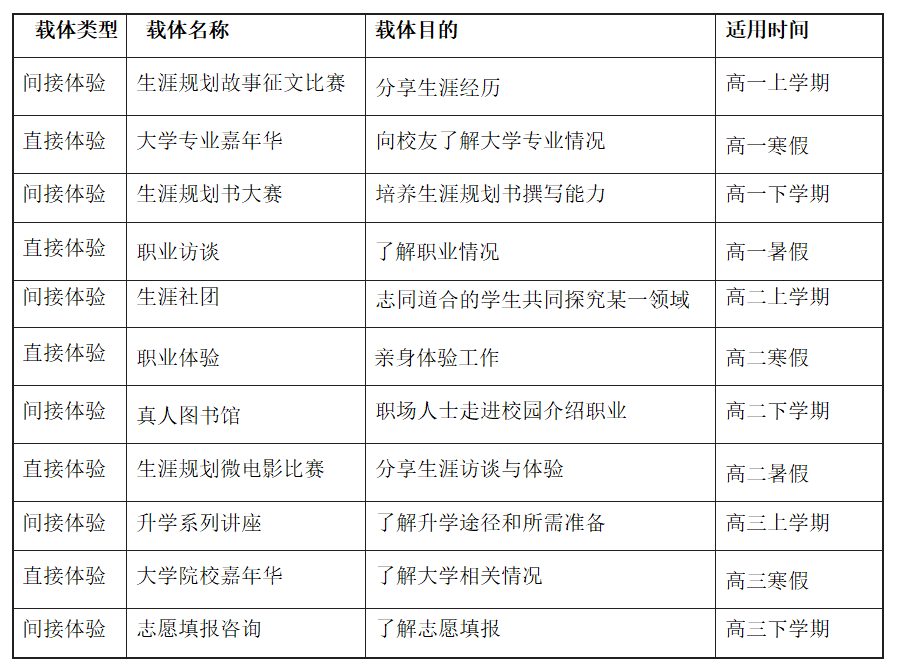 载体类型 载体名称 载体目的 适用时间
间接体验 生涯规划故事征文比赛 分享生涯经历 高一上学期
直接体验 大学专业嘉年华 向校友了解大学专业情况 高一寒假
间接体验 生涯规划书大赛 培养生涯规划书撰写能力 高一下学期
直接体验 职业访谈 了解职业情况 高一暑假
间接体验 生涯社团 志同道合的学生共同探究某一领域 高二上学期
直接体验 职业体验 亲身体验工作 高二寒假
间接体验 真人图书馆 职场人士走进校园介绍职业 高二下学期
直接体验 生涯规划微电影比赛 分享生涯访谈与体验 高二暑假
间接体验 升学系列讲座 了解升学途径和所需准备 高三上学期
直接体验 大学院校嘉年华 了解大学相关情况 高三寒假
间接体验 志愿填报咨询 了解志愿填报 高三下学期